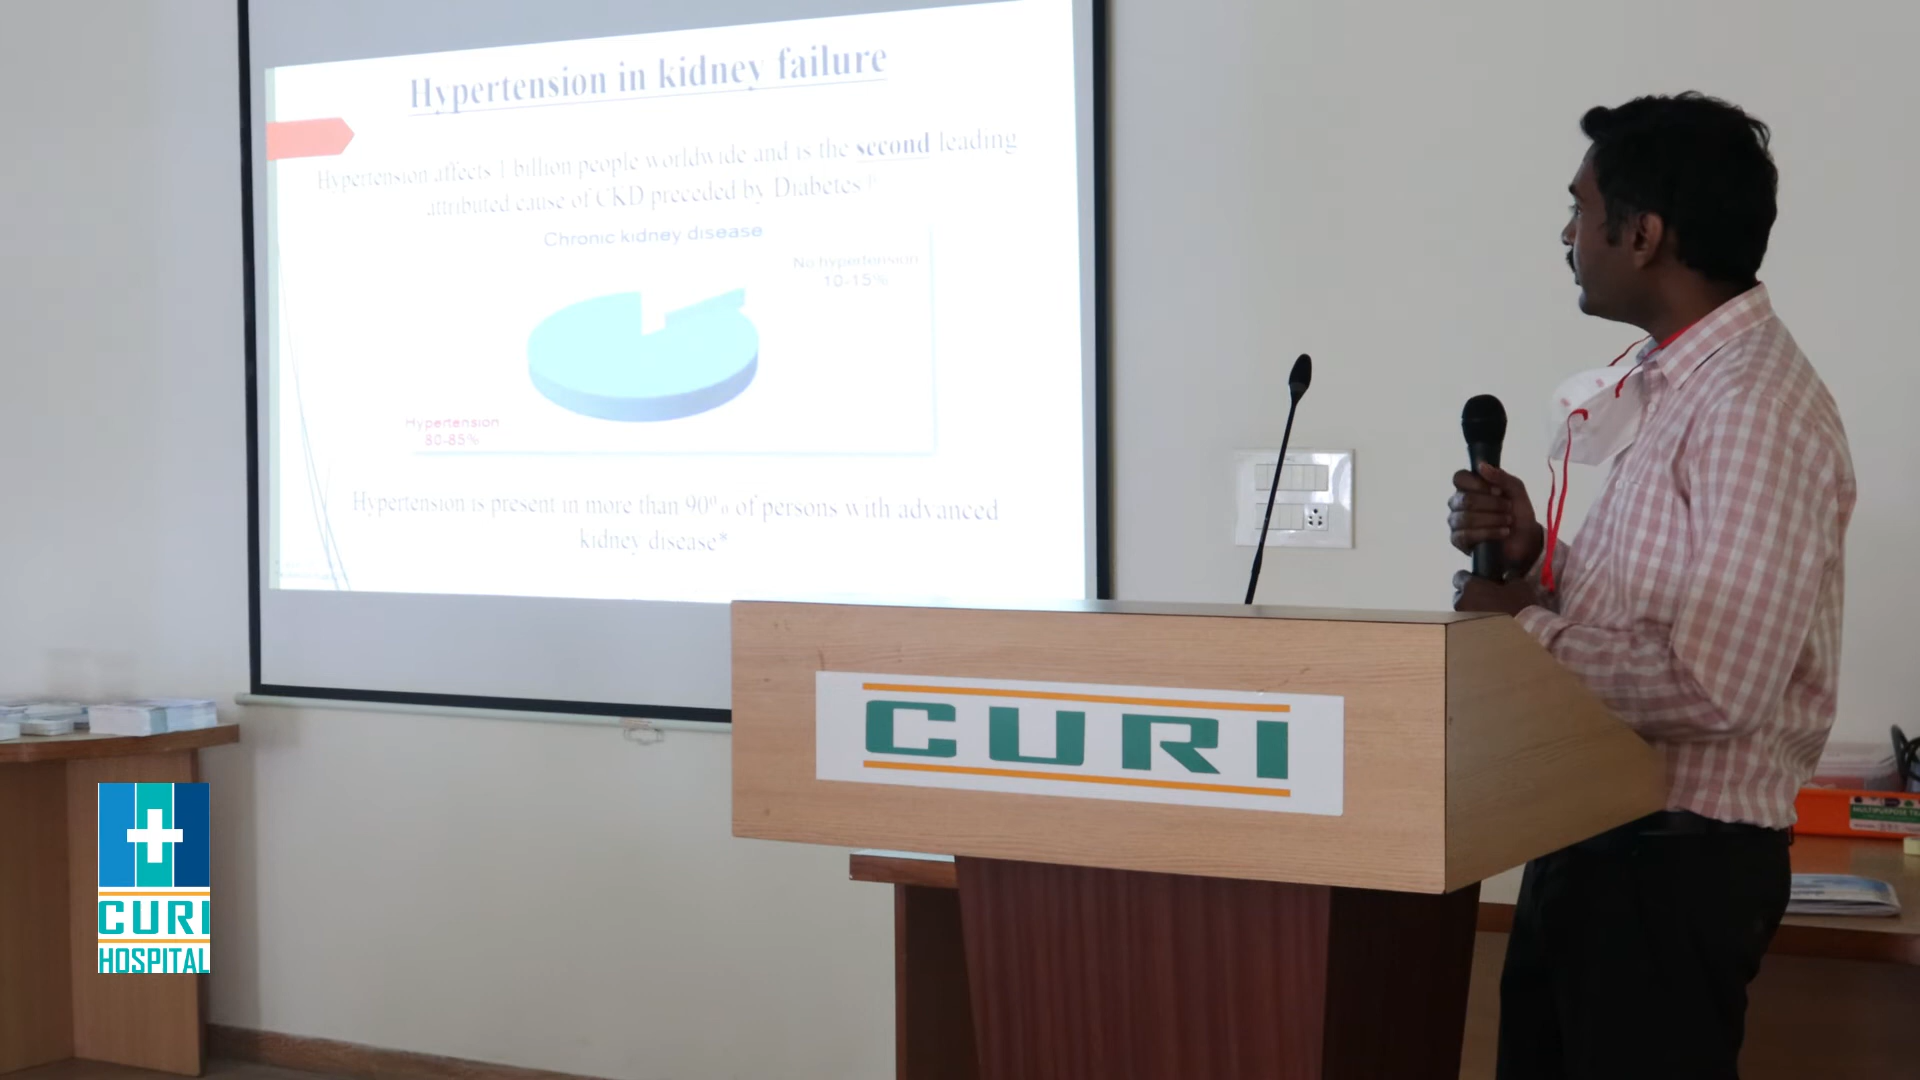 Hypertension in kidney failure
Hypertension affects 1 billion people worldwide and is the second leading
attributed cause of CKD preceded by Diabetes
Chronic kidney disease
No hypertension
10-15%
Hypertension
80-85%
Hypertension is present in more than 90% of persons with advanced
kidney disease*
CURI
CURI
HOSPITAL
MULTIPURPOSE